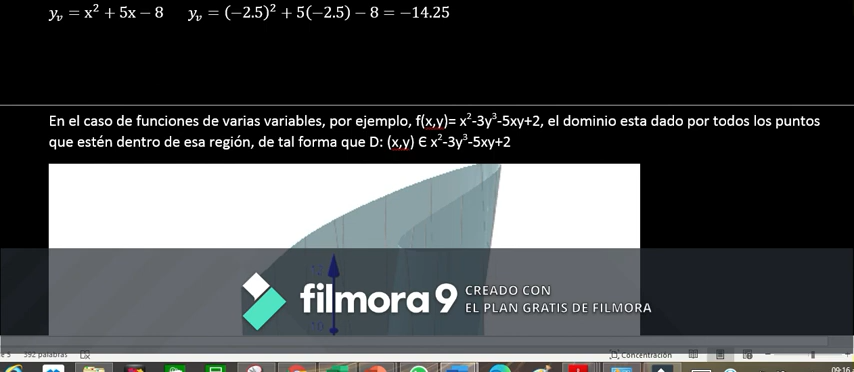 y_v = x² + 5x − 8 y_v = (−2.5)² + 5(−2.5) − 8 = −14.25
En el caso de funciones de varias variables, por ejemplo, f(x,y)= x²-3y³-5xy+2, el dominio esta dado por todos los puntos
que estén dentro de esa región, de tal forma que D: (x,y) Є x²-3y³-5xy+2
filmora 9 CREADO CON
EL PLAN GRATIS DE FILMORA
e 5 392 palabras Concentración
09:16